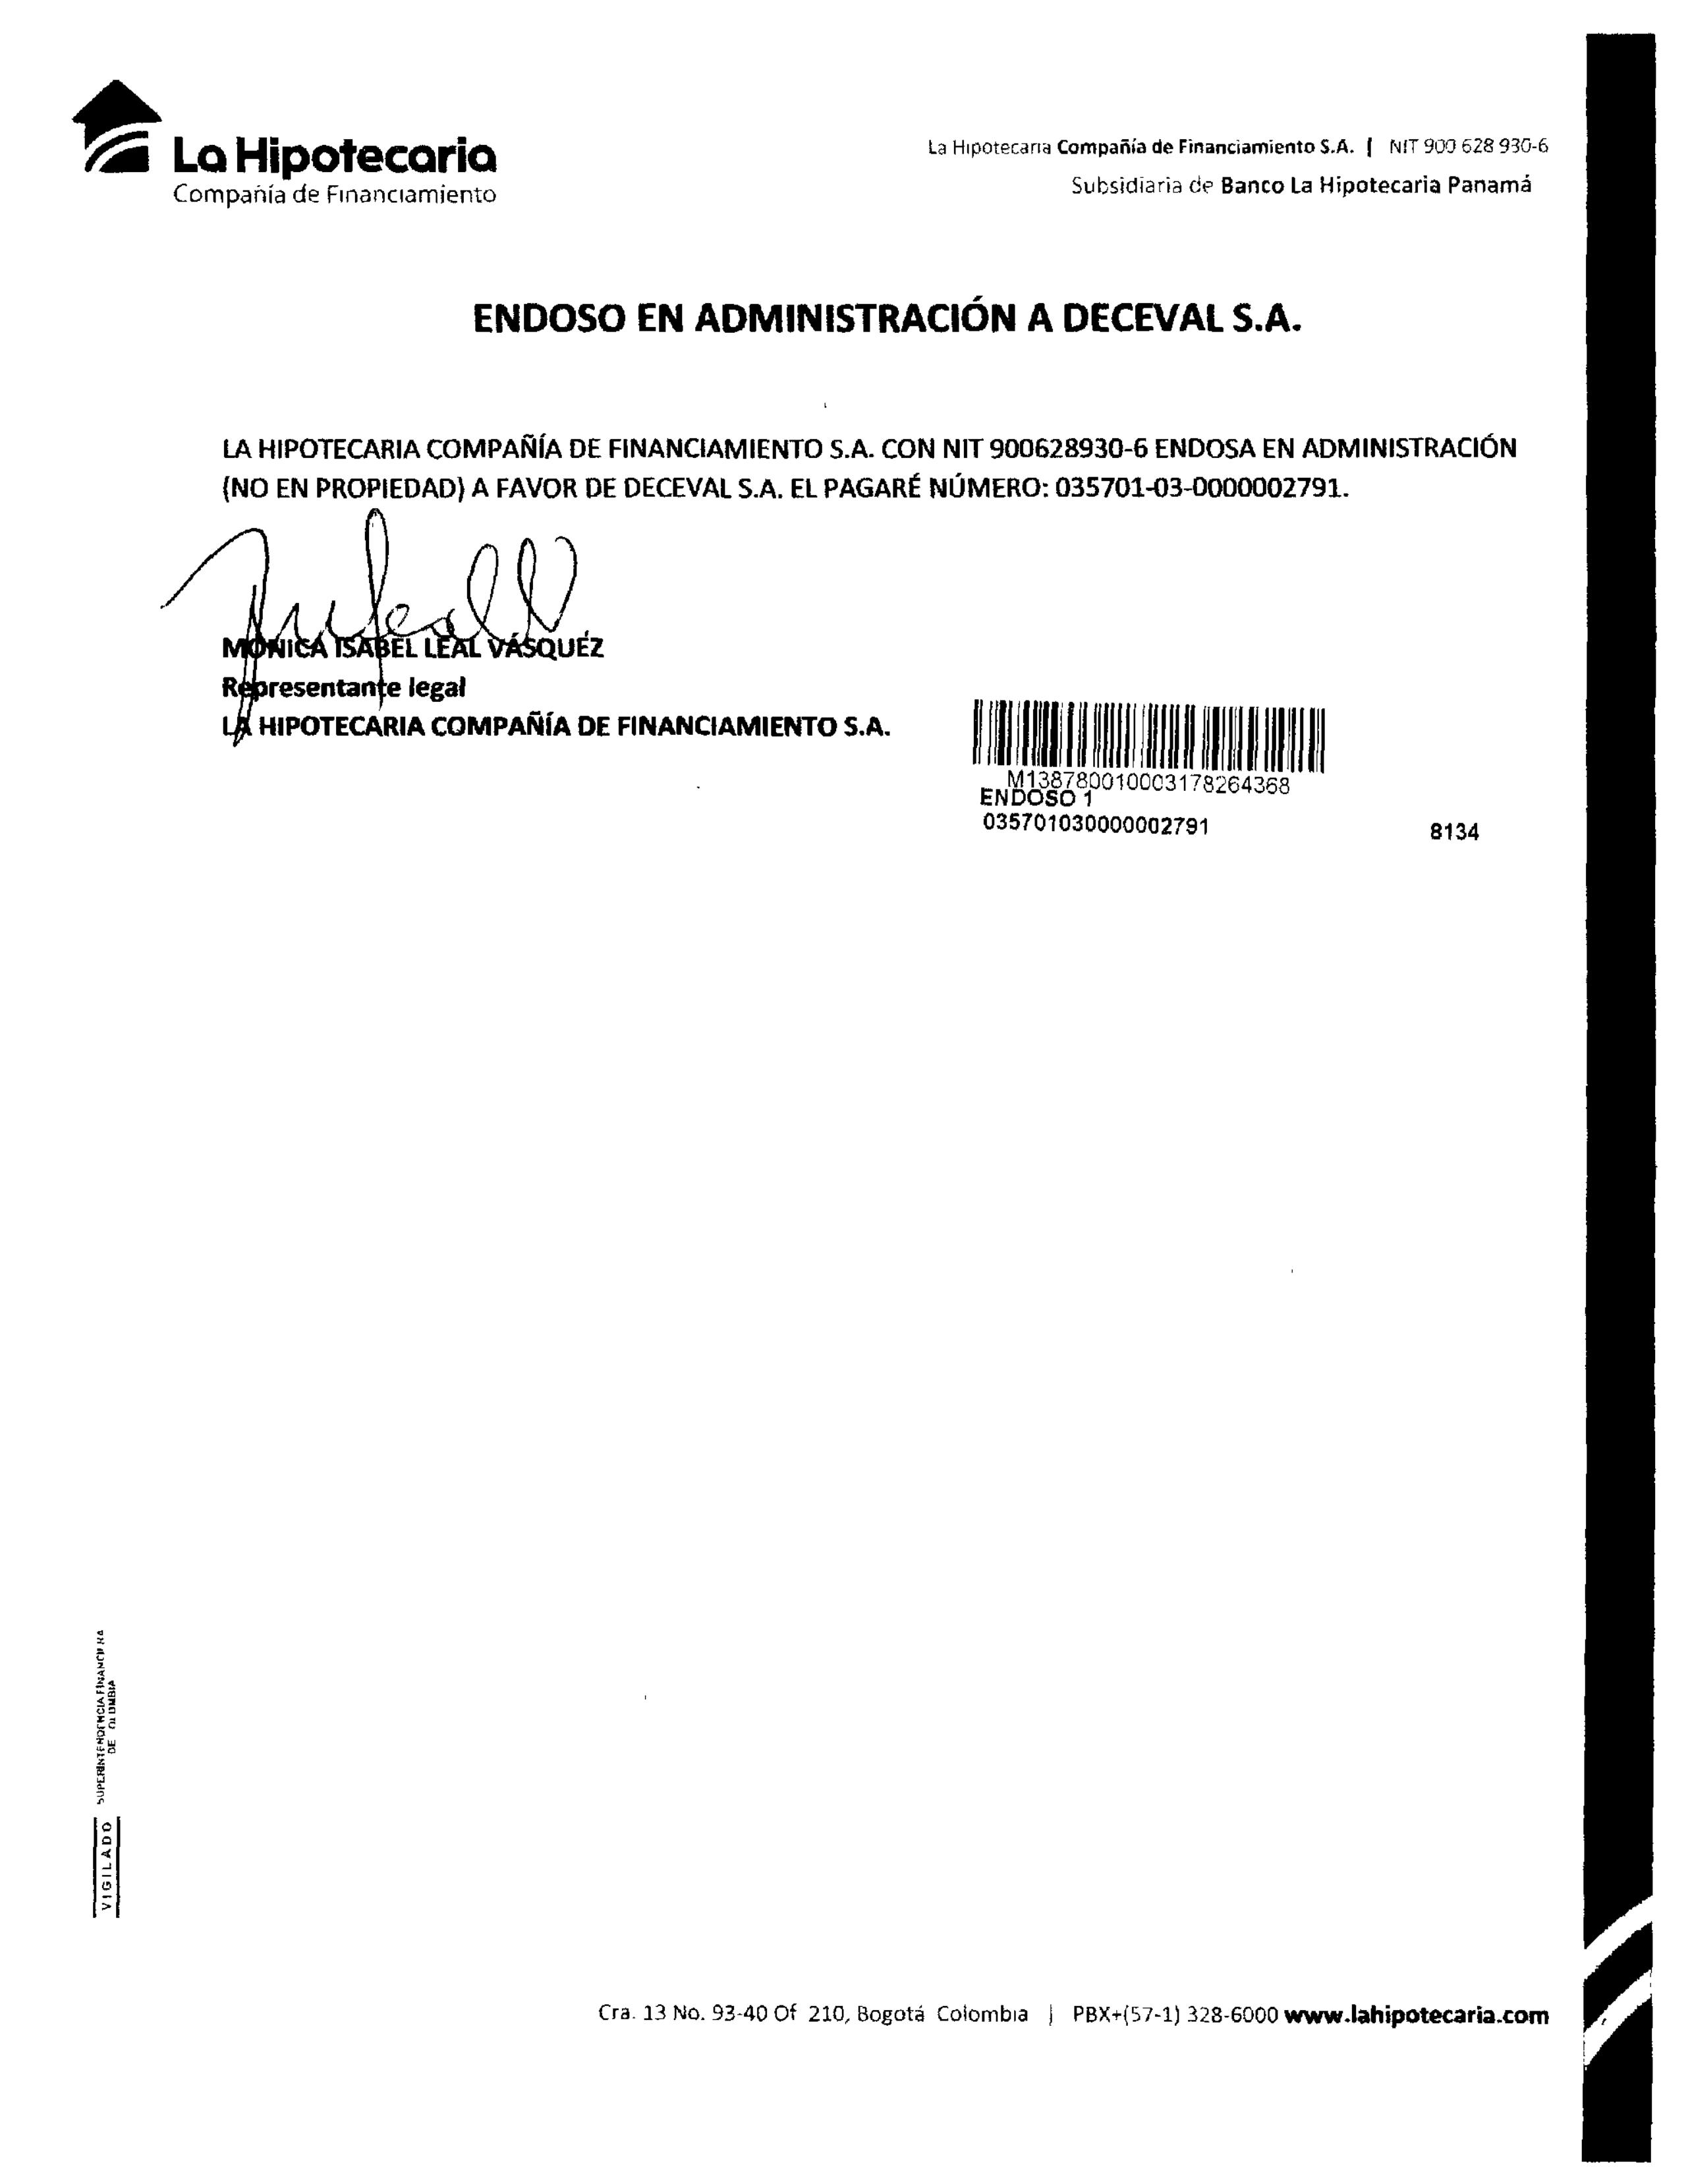 La Hipotecaria
Compañía de Financiamiento
La Hipotecaria Compañía de Financiamiento S.A. | NIT 900 628 930-6
Subsidiaria de Banco La Hipotecaria Panamá
ENDOSO EN ADMINISTRACIÓN A DECEVAL S.A.
LA HIPOTECARIA COMPAÑÍA DE FINANCIAMIENTO S.A. CON NIT 900628930-6 ENDOSA EN ADMINISTRACIÓN
(NO EN PROPIEDAD) A FAVOR DE DECEVAL S.A. EL PAGARÉ NÚMERO: 035701-03-0000002791.
MÓNICA ISABEL LEAL VÁSQUEZ
Representante legal
LA HIPOTECARIA COMPAÑÍA DE FINANCIAMIENTO S.A.
M138780010003178264368
ENDOSO 1
035701030000002791
8134
VIGILADO SUPERINTENDENCIA FINANCIERA
DE COLOMBIA
Cra. 13 No. 93-40 Of 210, Bogotá Colombia | PBX+(57-1) 328-6000 www.lahipotecaria.com